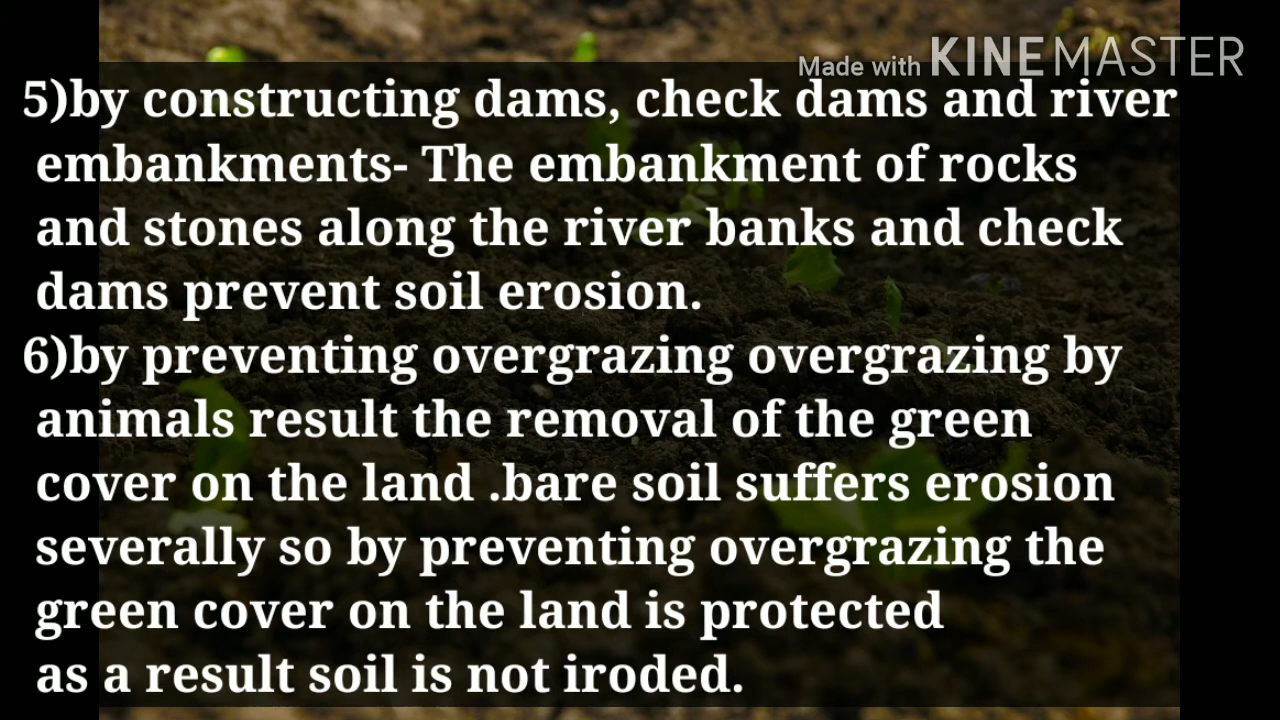 Made with KINEMASTER
5)by constructing dams, check dams and river
embankments- The embankment of rocks
and stones along the river banks and check
dams prevent soil erosion.
6)by preventing overgrazing overgrazing by
animals result the removal of the green
cover on the land .bare soil suffers erosion
severally so by preventing overgrazing the
green cover on the land is protected
as a result soil is not iroded.